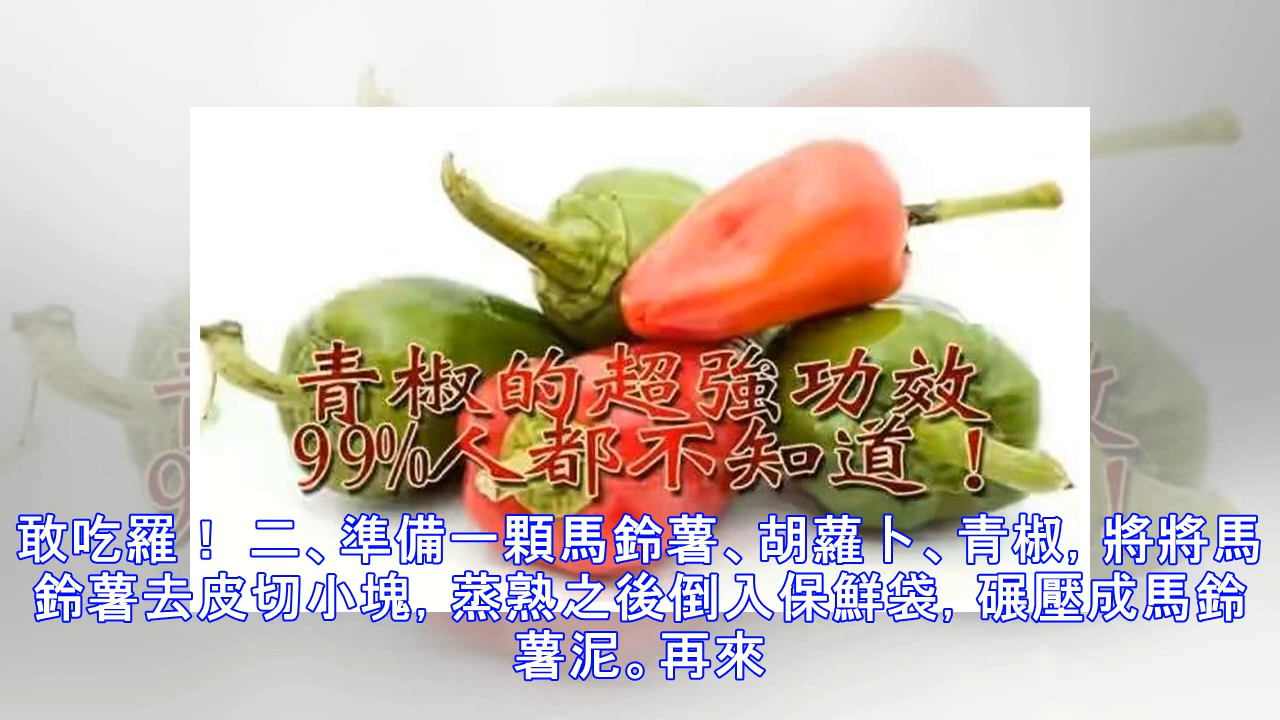 青椒的超強功效
99%人都不知道！
敢吃羅！ 二、準備一顆馬鈴薯、胡蘿卜、青椒, 將將馬
鈴薯去皮切小塊, 蒸熟之後倒入保鮮袋, 碾壓成馬鈴
薯泥。再來